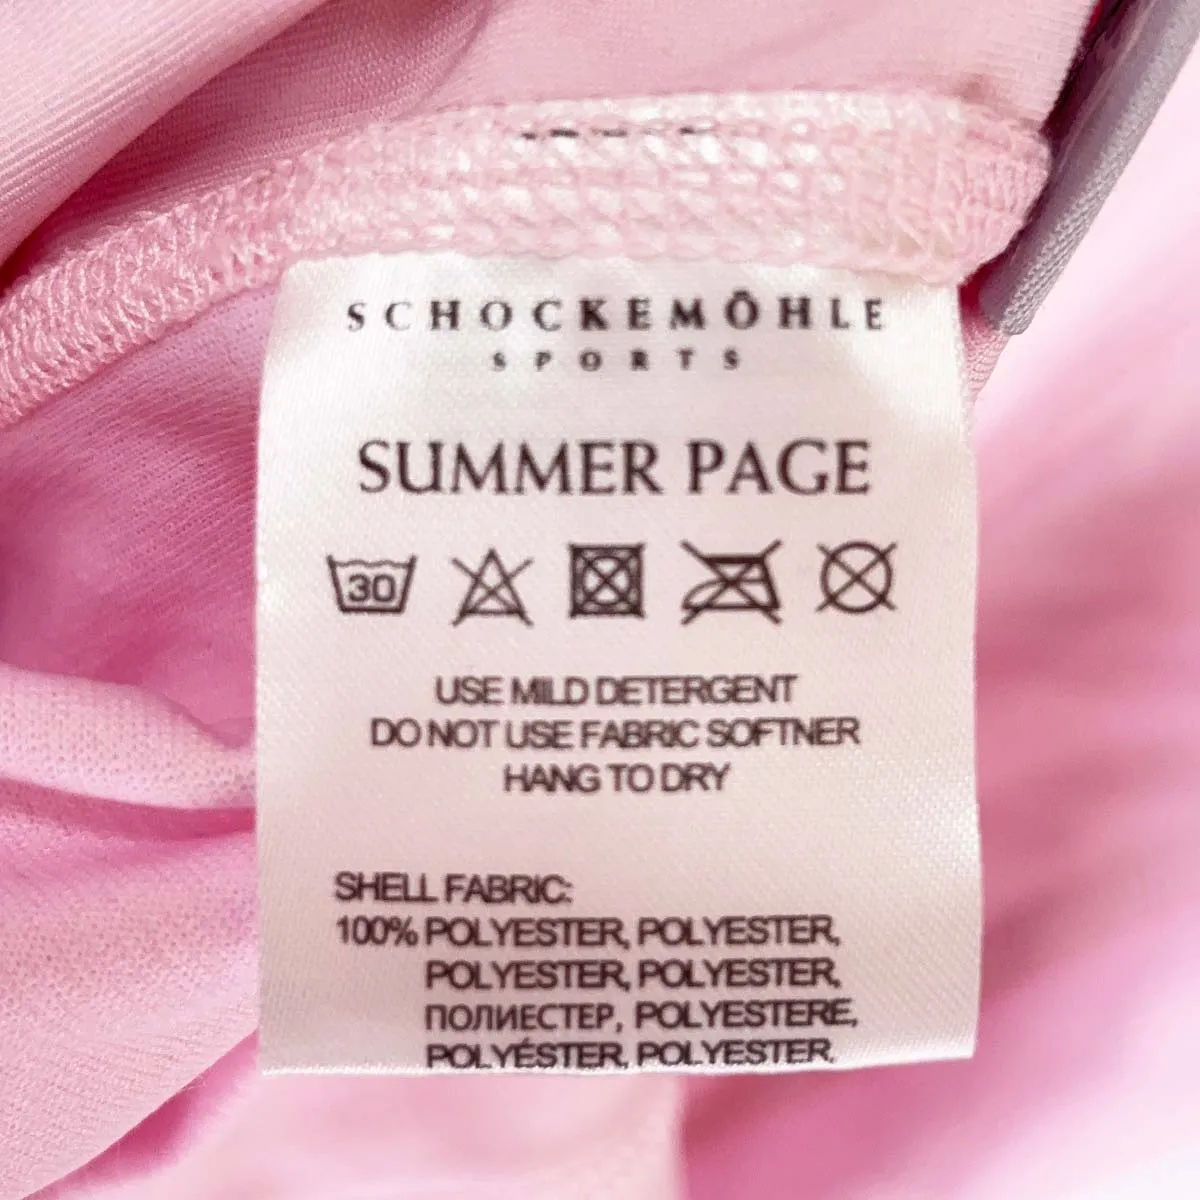 SCHOCKEMÖHLE
SPORTS
SUMMER PAGE
30
USE MILD DETERGENT
DO NOT USE FABRIC SOFTNER
HANG TO DRY
SHELL FABRIC:
100% POLYESTER, POLYESTER,
POLYESTER, POLYESTER,
ПОЛИЕСТЕР, POLYESTERE,
POLYÉSTER, POLYESTER,